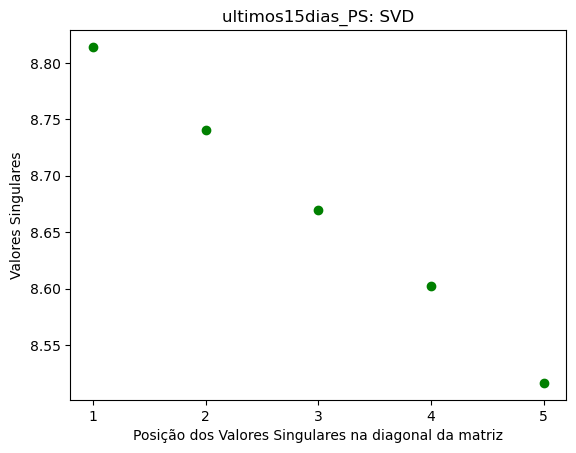 ultimos15dias_PS: SVD
Valores Singulares
8.80
8.75
8.70
8.65
8.60
8.55
1 2 3 4 5
Posição dos Valores Singulares na diagonal da matriz